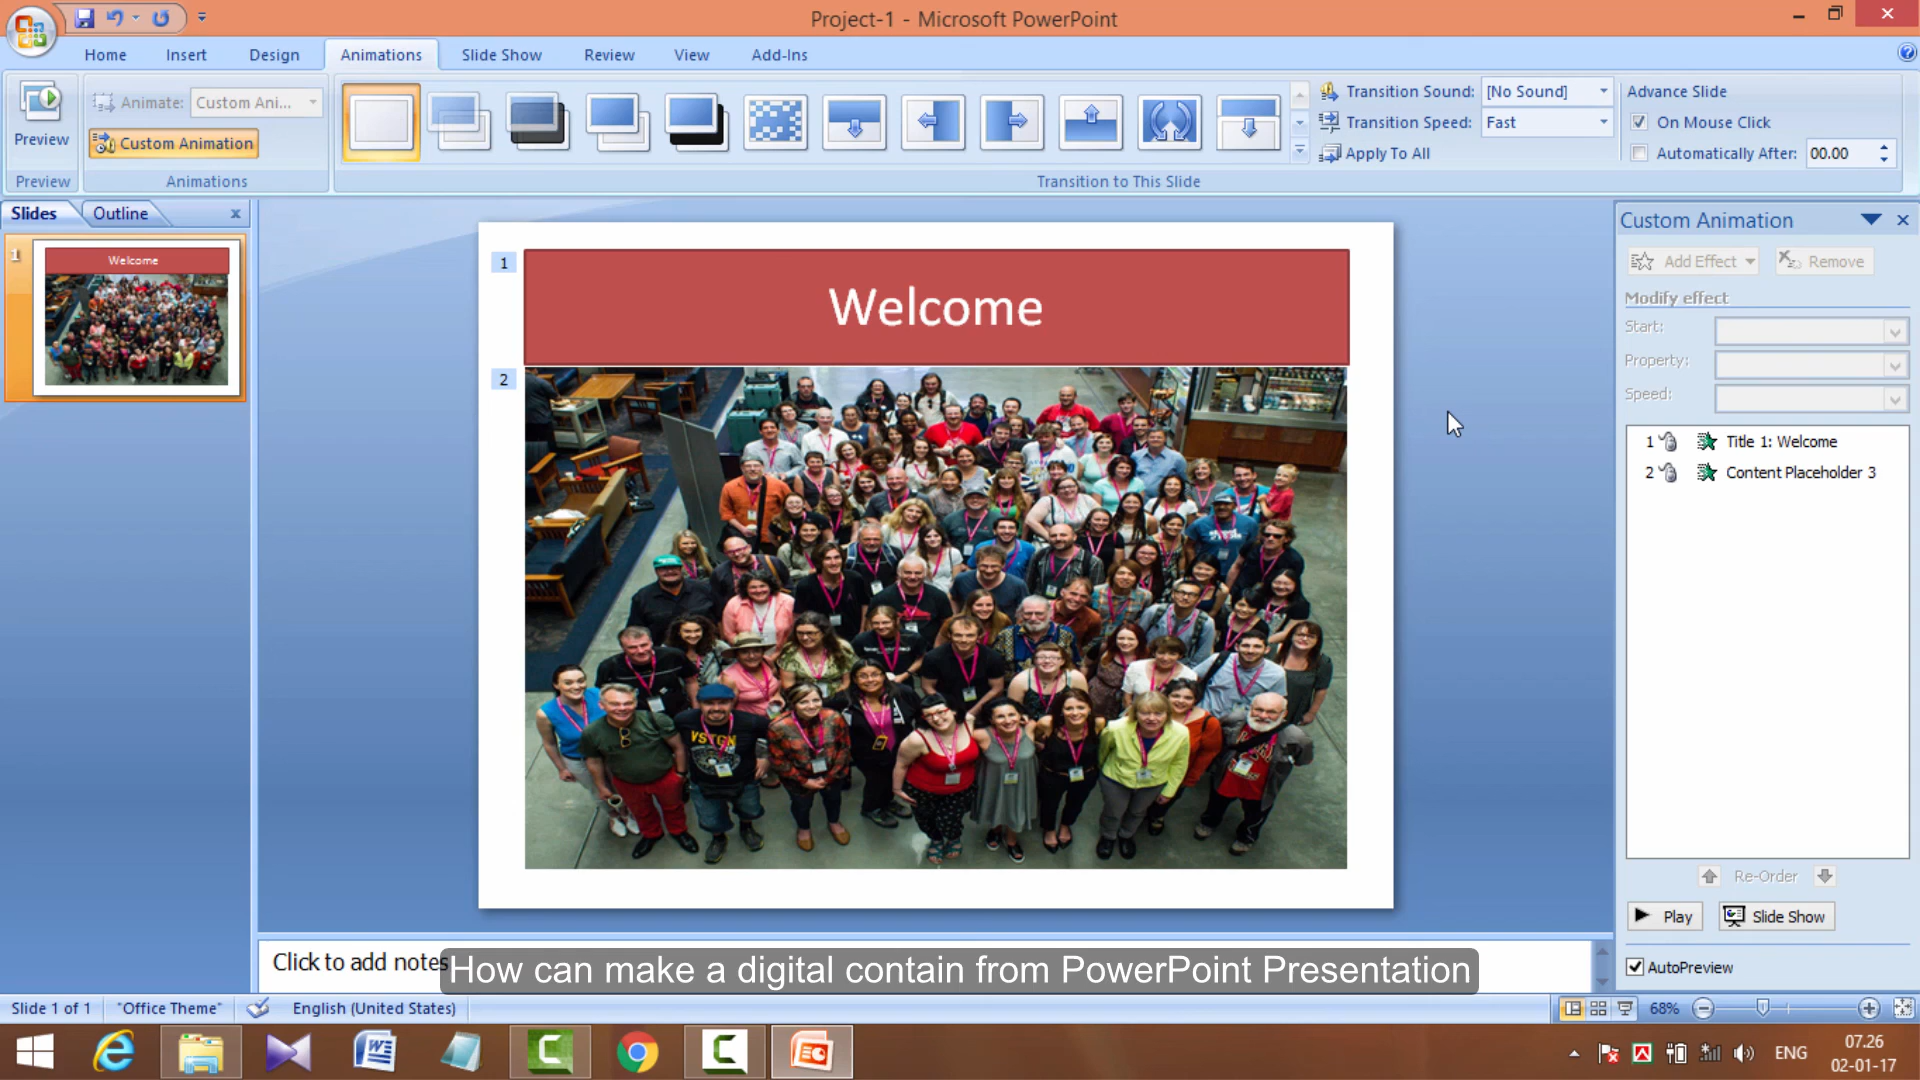 Project-1 - Microsoft PowerPoint
Home Insert Design Animations Slide Show Review View Add-Ins
Preview
Animate: Custom Ani...
Custom Animation
Transition Sound: [No Sound]
Transition Speed: Fast
Apply To All
Advance Slide
On Mouse Click
Automatically After: 00.00
Preview Animations Transition to This Slide
Slides Outline x
1
Welcome
1
Welcome
2
VSTGN
Custom Animation
Add Effect Remove
Modify effect
Start:
Property:
Speed:
1 Title 1: Welcome
2 Content Placeholder 3
Re-Order
Play Slide Show
AutoPreview
Click to add notes
How can make a digital contain from PowerPoint Presentation
Slide 1 of 1 "Office Theme" English (United States) 68%
ENG
07.26
02-01-17